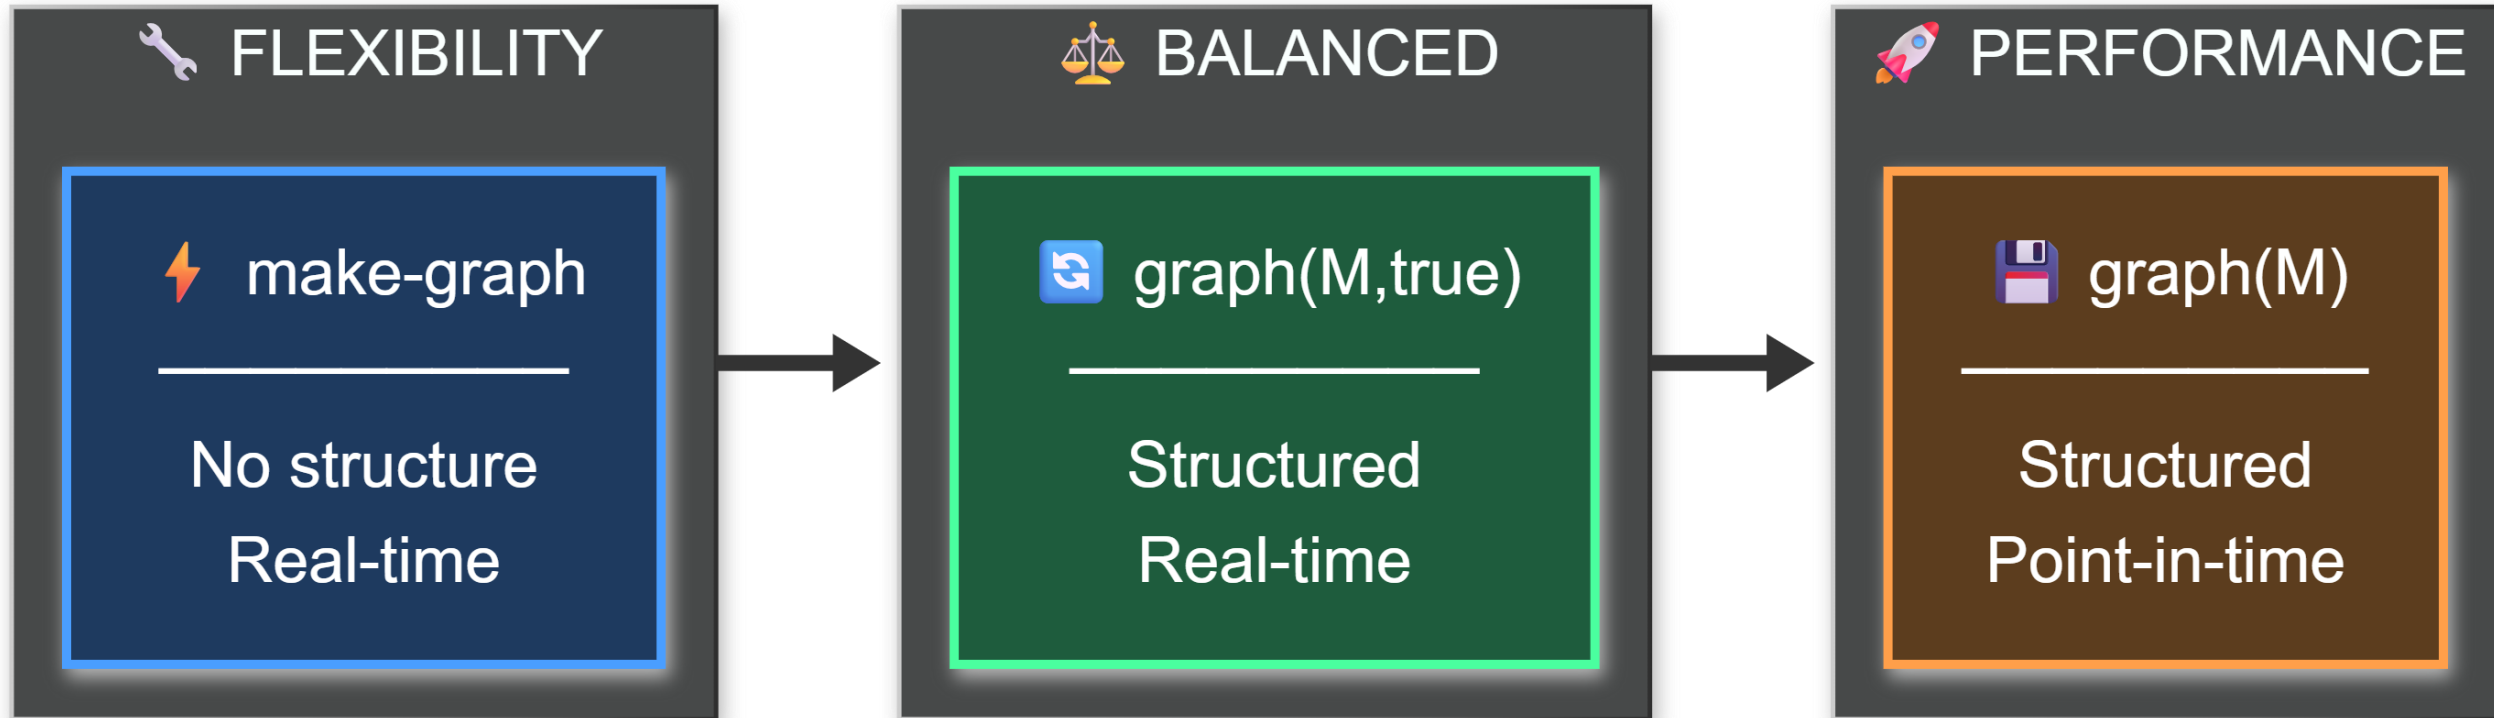 FLEXIBILITY
make-graph
No structure
Real-time
BALANCED
graph(M,true)
Structured
Real-time
PERFORMANCE
graph(M)
Structured
Point-in-time